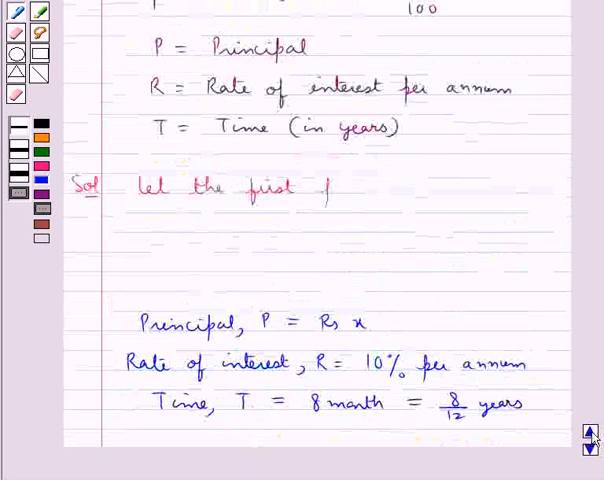 100
P = Principal
R = Rate of interest per annum
T = Time (in years)
Sol Let the first
Principal, P = Rs x
Rate of interest, R = 10% per annum
Time, T = 8 month = 8/12 years